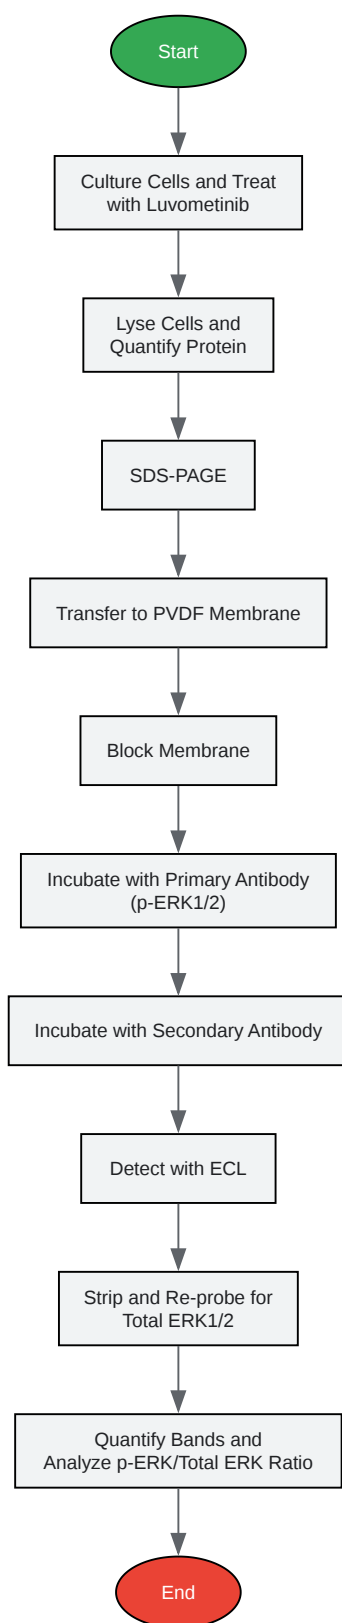 Start
Culture Cells and Treat
with Luvometinib
Lyse Cells and
Quantify Protein
SDS-PAGE
Transfer to PVDF Membrane
Block Membrane
Incubate with Primary Antibody
(p-ERK1/2)
Incubate with Secondary Antibody
Detect with ECL
Strip and Re-probe for
Total ERK1/2
Quantify Bands and
Analyze p-ERK/Total ERK Ratio
End